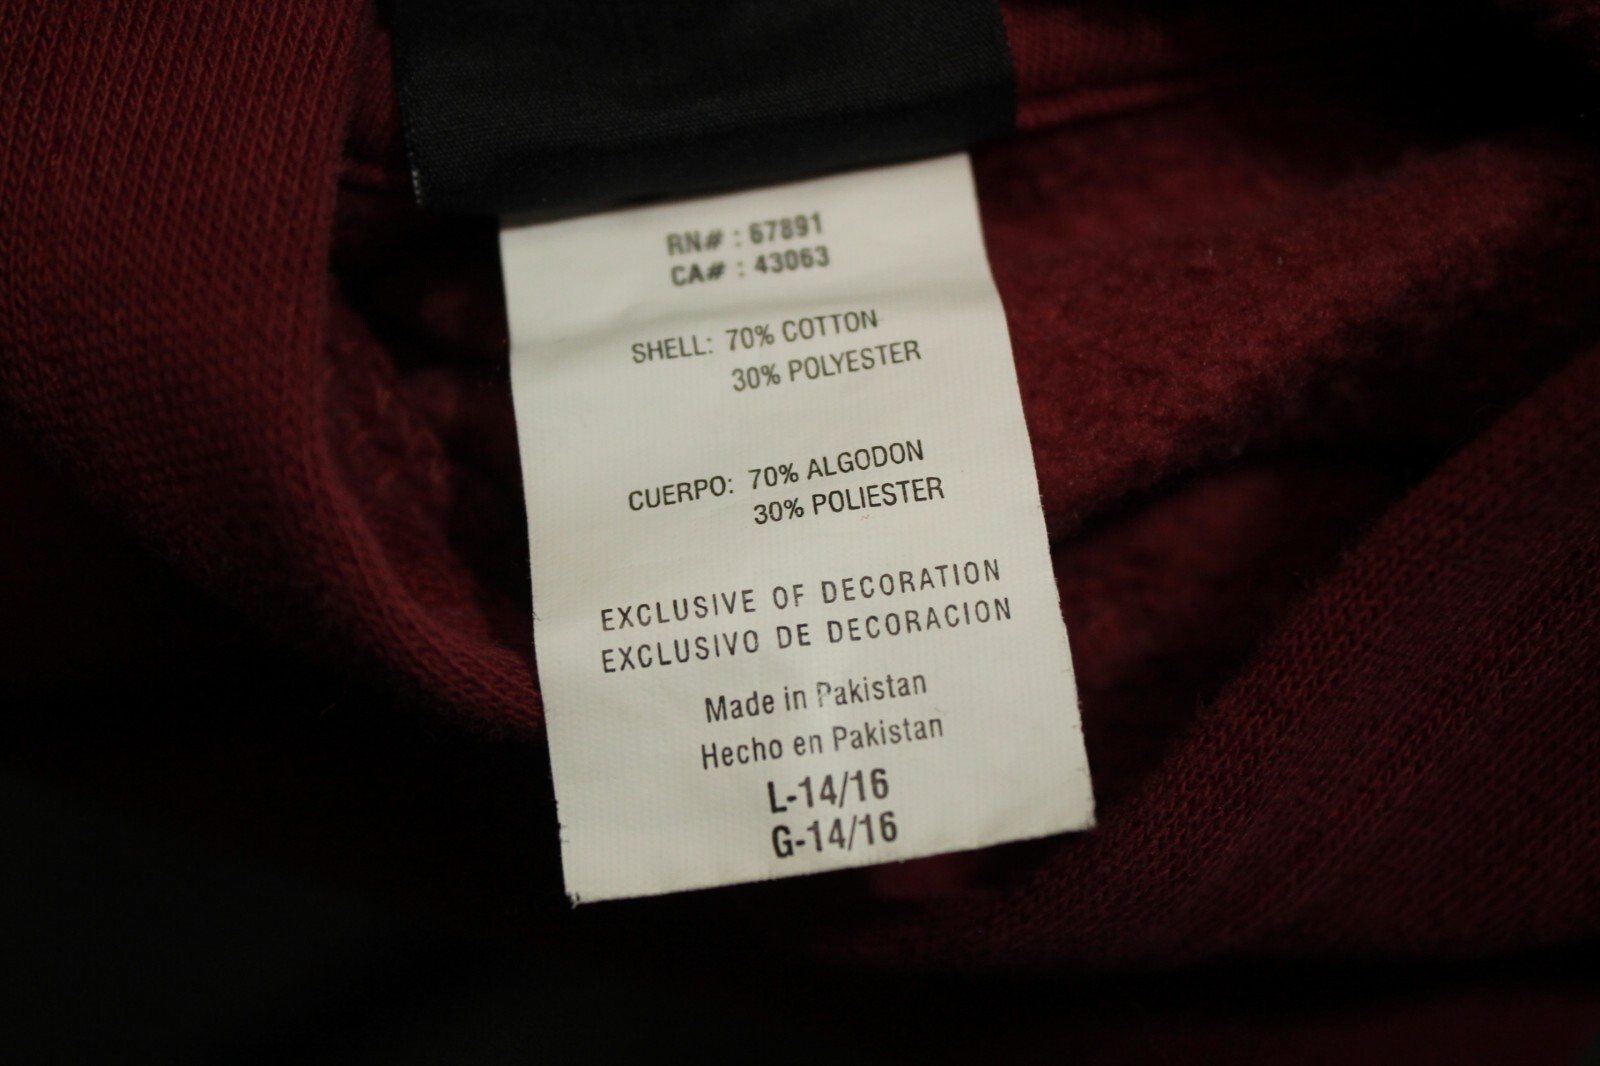 RN# : 67891
CA# : 43063
SHELL: 70% COTTON
30% POLYESTER
CUERPO: 70% ALGODON
30% POLIESTER
EXCLUSIVE OF DECORATION
EXCLUSIVO DE DECORACION
Made in Pakistan
Hecho en Pakistan
L-14/16
G-14/16